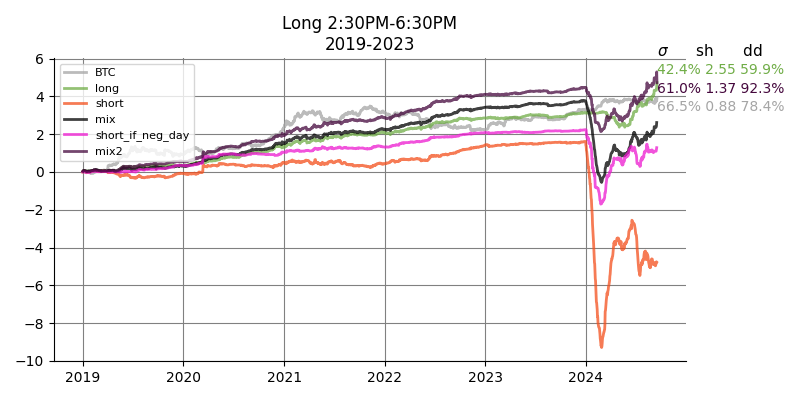 Long 2:30PM-6:30PM
2019-2023
σ sh dd
42.4% 2.55 59.9%
61.0% 1.37 92.3%
66.5% 0.88 78.4%
BTC
long
short
mix
short_if_neg_day
mix2
6
4
2
0
−2
−4
−6
−8
−10
2019 2020 2021 2022 2023 2024